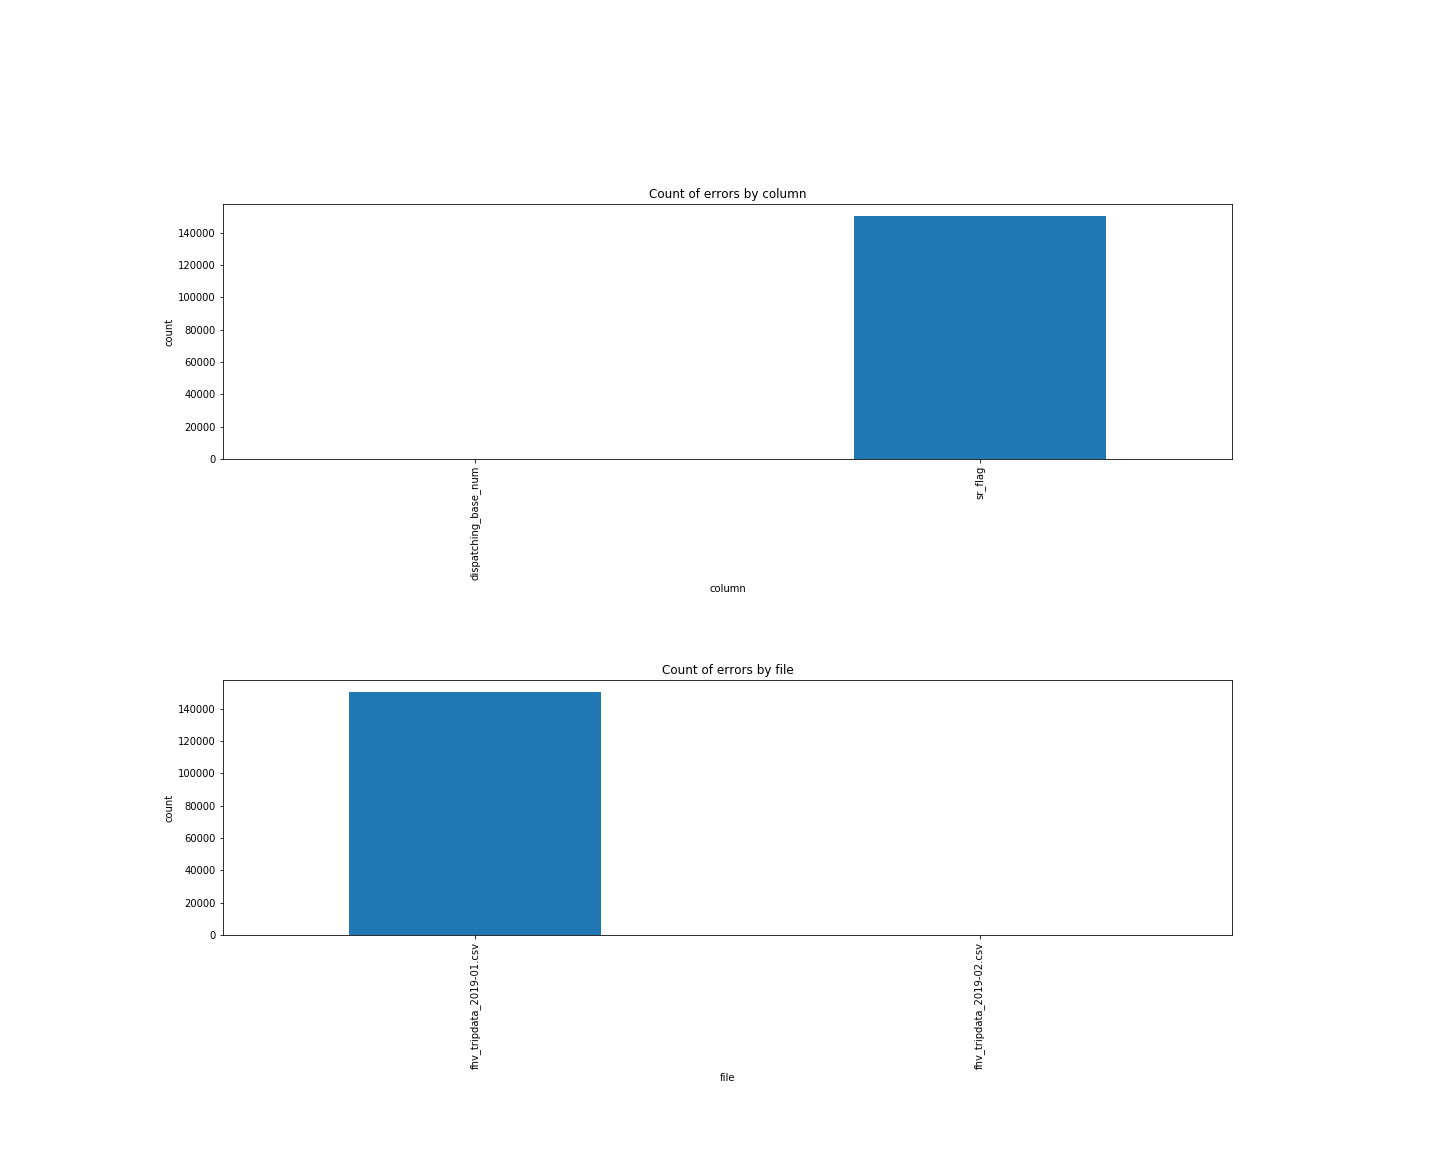 Count of errors by column
140000
120000
100000
80000
60000
40000
20000
0
count
dispatching_base_num
sr_flag
column
Count of errors by file
140000
120000
100000
80000
60000
40000
20000
0
count
fhv_tripdata_2019-01.csv
fhv_tripdata_2019-02.csv
file